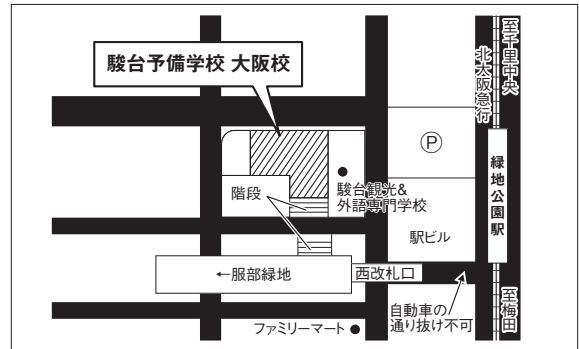 駿台予備学校 大阪校
至千里中央
北大阪急行
Ⓟ
緑地公園駅
階段
駿台観光&
外語専門学校
駅ビル
←服部緑地
西改札口
自動車の
通り抜け不可
至梅田
ファミリーマート